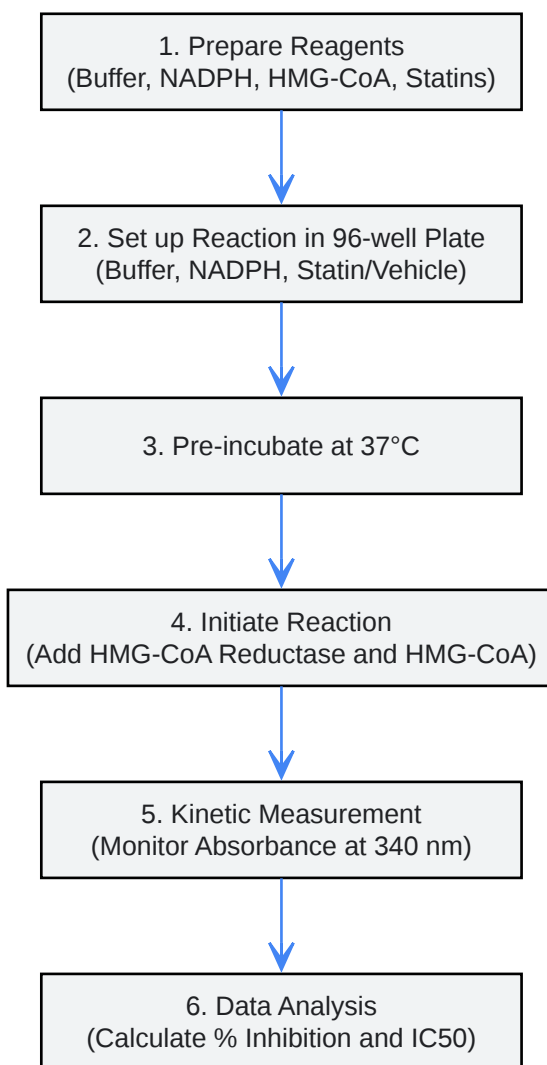 1. Prepare Reagents
(Buffer, NADPH, HMG-CoA, Statins)
2. Set up Reaction in 96-well Plate
(Buffer, NADPH, Statin/Vehicle)
3. Pre-incubate at 37°C
4. Initiate Reaction
(Add HMG-CoA Reductase and HMG-CoA)
5. Kinetic Measurement
(Monitor Absorbance at 340 nm)
6. Data Analysis
(Calculate % Inhibition and IC50)